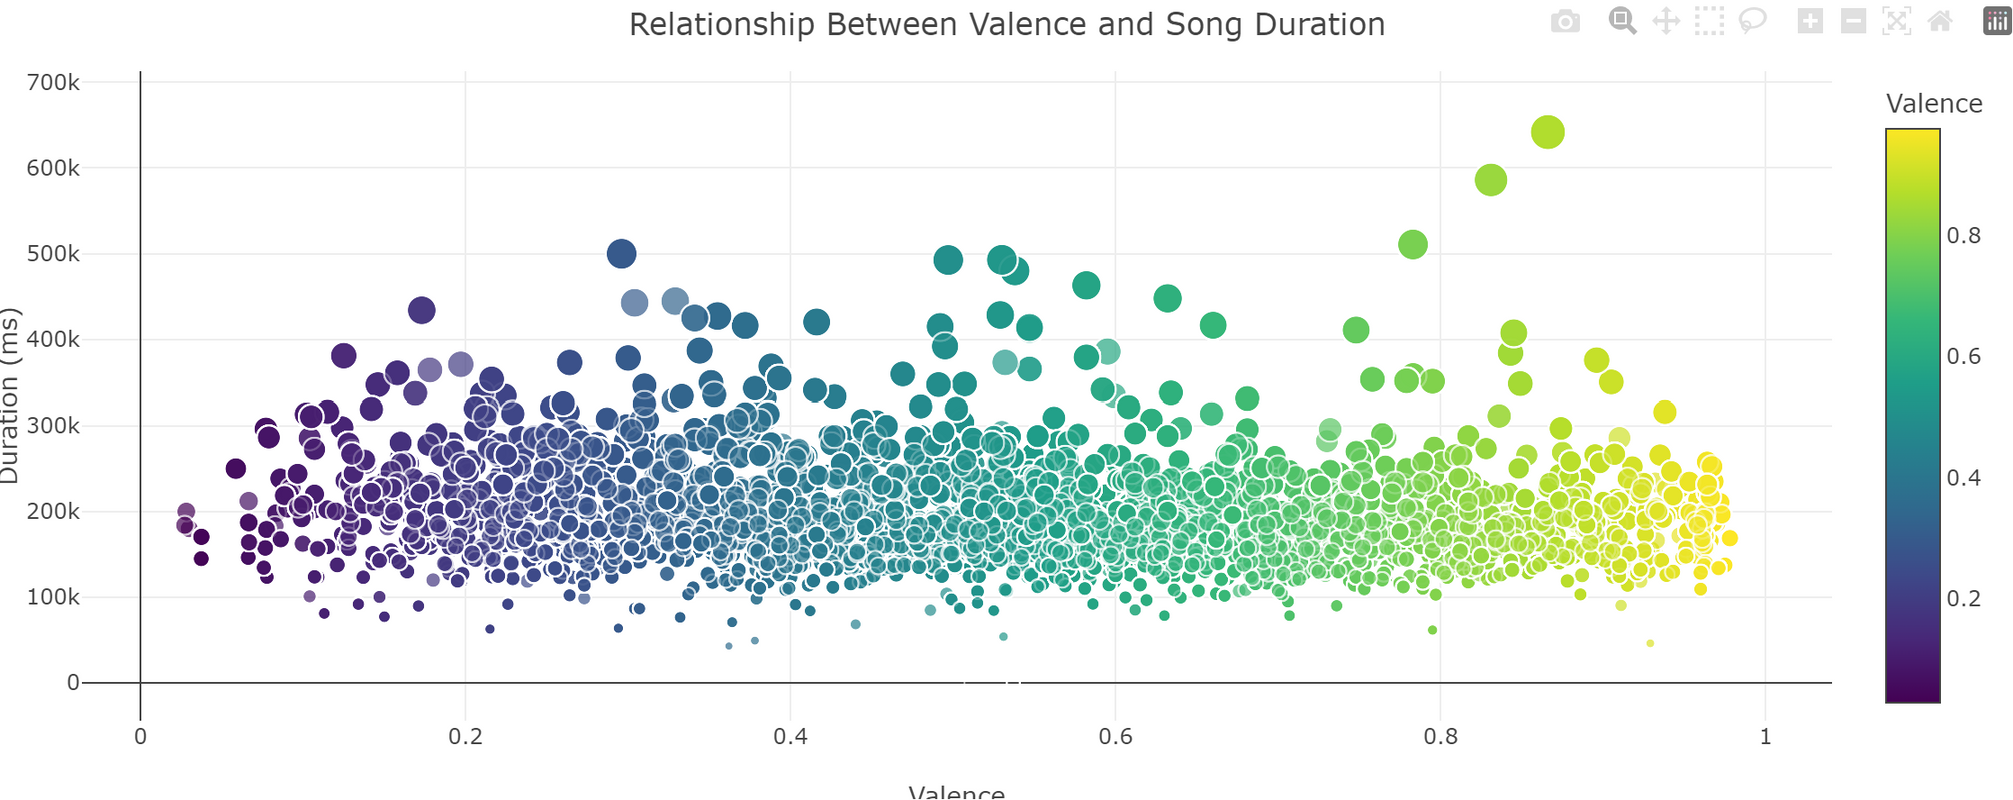 Relationship Between Valence and Song Duration
Valence
700k
600k
500k
400k
300k
200k
100k
0
Duration (ms)
0
0.2
0.4
0.6
0.8
1
Valence
0.8
0.6
0.4
0.2